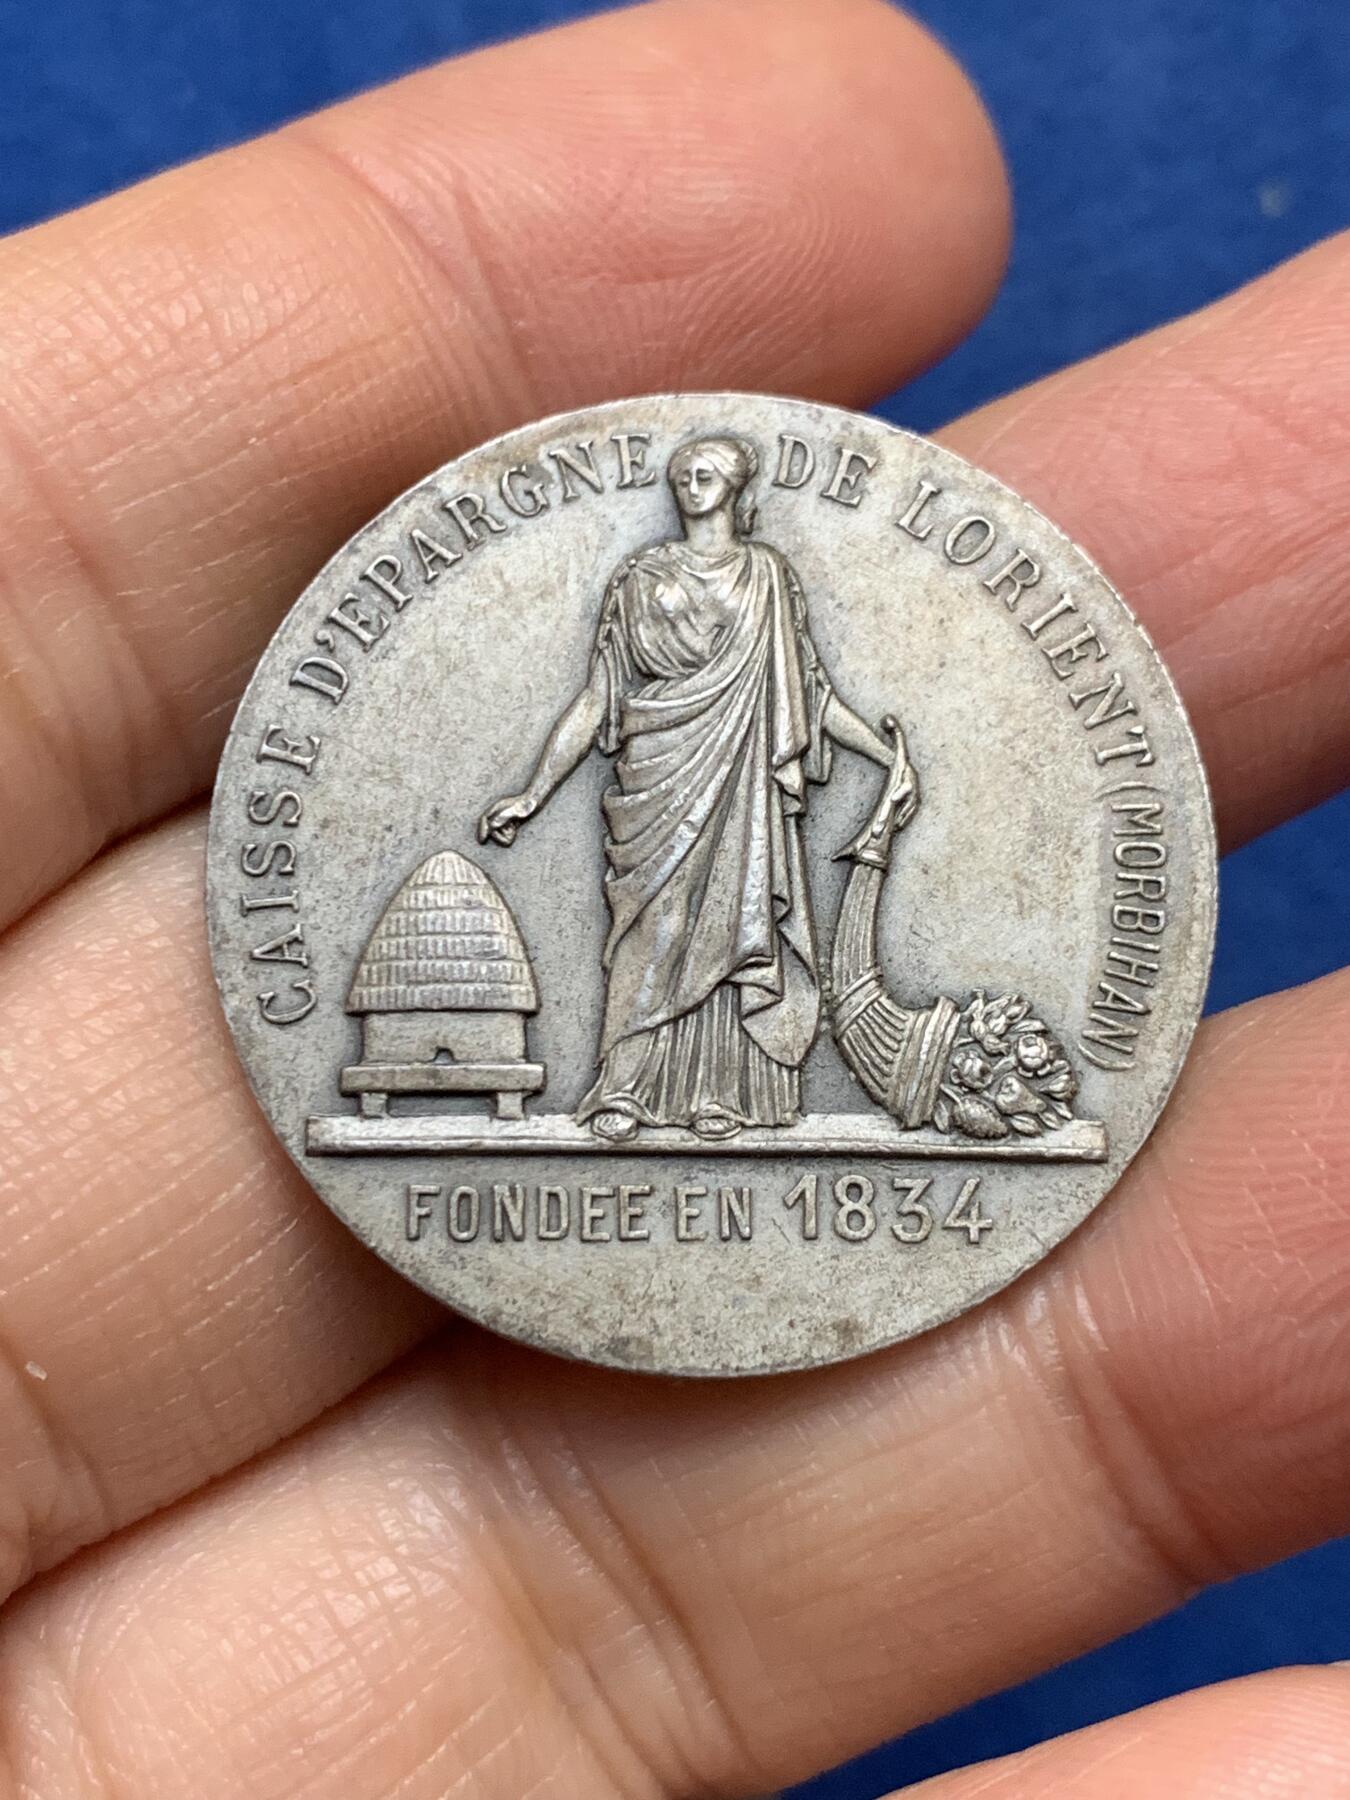 CAISSE D'EPARGNE DE LORIENT (MORBIHAN)
FONDEE EN 1834